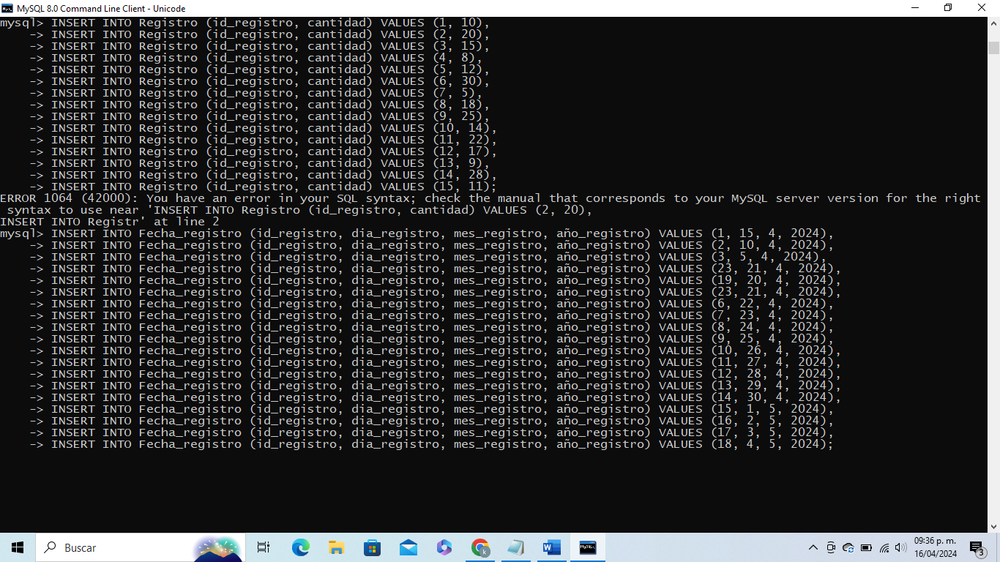 MySQL 8.0 Command Line Client - Unicode
mysql> INSERT INTO Registro (id_registro, cantidad) VALUES (1, 10),
    -> INSERT INTO Registro (id_registro, cantidad) VALUES (2, 20),
    -> INSERT INTO Registro (id_registro, cantidad) VALUES (3, 15),
    -> INSERT INTO Registro (id_registro, cantidad) VALUES (4, 8),
    -> INSERT INTO Registro (id_registro, cantidad) VALUES (5, 12),
    -> INSERT INTO Registro (id_registro, cantidad) VALUES (6, 30),
    -> INSERT INTO Registro (id_registro, cantidad) VALUES (7, 5),
    -> INSERT INTO Registro (id_registro, cantidad) VALUES (8, 18),
    -> INSERT INTO Registro (id_registro, cantidad) VALUES (9, 25),
    -> INSERT INTO Registro (id_registro, cantidad) VALUES (10, 14),
    -> INSERT INTO Registro (id_registro, cantidad) VALUES (11, 22),
    -> INSERT INTO Registro (id_registro, cantidad) VALUES (12, 17),
    -> INSERT INTO Registro (id_registro, cantidad) VALUES (13, 9),
    -> INSERT INTO Registro (id_registro, cantidad) VALUES (14, 28),
    -> INSERT INTO Registro (id_registro, cantidad) VALUES (15, 11);
ERROR 1064 (42000): You have an error in your SQL syntax; check the manual that corresponds to your MySQL server version for the right
 syntax to use near 'INSERT INTO Registro (id_registro, cantidad) VALUES (2, 20),
INSERT INTO Registr' at line 2
mysql> INSERT INTO Fecha_registro (id_registro, dia_registro, mes_registro, año_registro) VALUES (1, 15, 4, 2024),
    -> INSERT INTO Fecha_registro (id_registro, dia_registro, mes_registro, año_registro) VALUES (2, 10, 4, 2024),
    -> INSERT INTO Fecha_registro (id_registro, dia_registro, mes_registro, año_registro) VALUES (3, 5, 4, 2024),
    -> INSERT INTO Fecha_registro (id_registro, dia_registro, mes_registro, año_registro) VALUES (23, 21, 4, 2024),
    -> INSERT INTO Fecha_registro (id_registro, dia_registro, mes_registro, año_registro) VALUES (19, 20, 4, 2024),
    -> INSERT INTO Fecha_registro (id_registro, dia_registro, mes_registro, año_registro) VALUES (23, 21, 4, 2024),
    -> INSERT INTO Fecha_registro (id_registro, dia_registro, mes_registro, año_registro) VALUES (6, 22, 4, 2024),
    -> INSERT INTO Fecha_registro (id_registro, dia_registro, mes_registro, año_registro) VALUES (7, 23, 4, 2024),
    -> INSERT INTO Fecha_registro (id_registro, dia_registro, mes_registro, año_registro) VALUES (8, 24, 4, 2024),
    -> INSERT INTO Fecha_registro (id_registro, dia_registro, mes_registro, año_registro) VALUES (9, 25, 4, 2024),
    -> INSERT INTO Fecha_registro (id_registro, dia_registro, mes_registro, año_registro) VALUES (10, 26, 4, 2024),
    -> INSERT INTO Fecha_registro (id_registro, dia_registro, mes_registro, año_registro) VALUES (11, 27, 4, 2024),
    -> INSERT INTO Fecha_registro (id_registro, dia_registro, mes_registro, año_registro) VALUES (12, 28, 4, 2024),
    -> INSERT INTO Fecha_registro (id_registro, dia_registro, mes_registro, año_registro) VALUES (13, 29, 4, 2024),
    -> INSERT INTO Fecha_registro (id_registro, dia_registro, mes_registro, año_registro) VALUES (14, 30, 4, 2024),
    -> INSERT INTO Fecha_registro (id_registro, dia_registro, mes_registro, año_registro) VALUES (15, 1, 5, 2024),
    -> INSERT INTO Fecha_registro (id_registro, dia_registro, mes_registro, año_registro) VALUES (16, 2, 5, 2024),
    -> INSERT INTO Fecha_registro (id_registro, dia_registro, mes_registro, año_registro) VALUES (17, 3, 5, 2024),
    -> INSERT INTO Fecha_registro (id_registro, dia_registro, mes_registro, año_registro) VALUES (18, 4, 5, 2024);
Buscar
09:36 p. m.
16/04/2024
3